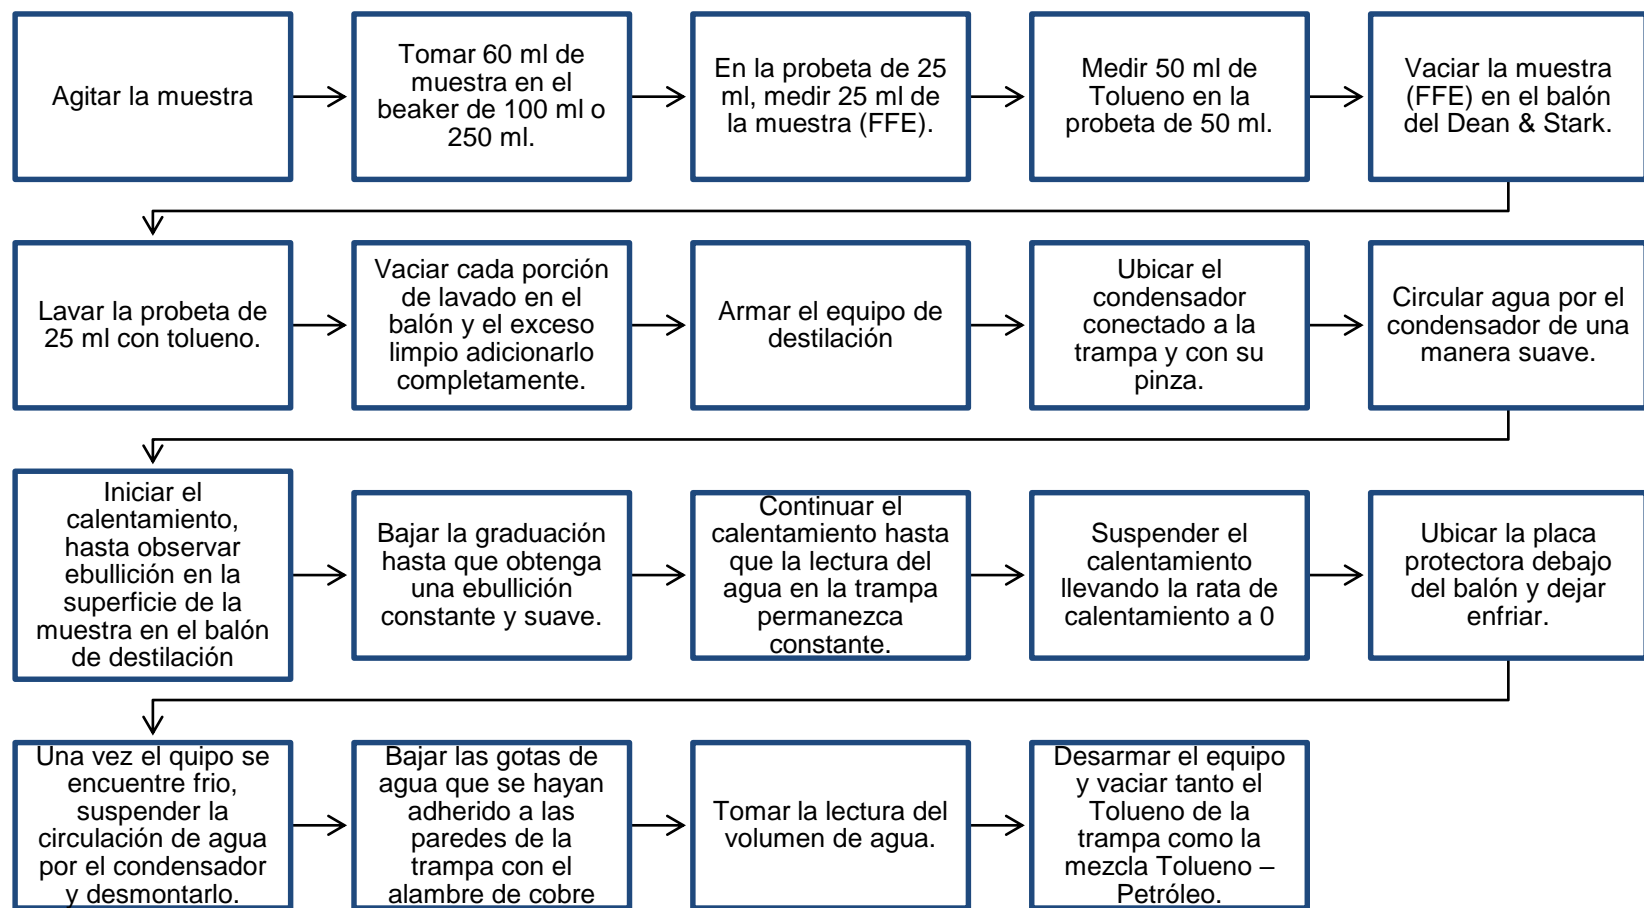 Agitar la muestra
Tomar 60 ml de
muestra en el
beaker de 100 ml o
250 ml.
En la probeta de 25
ml, medir 25 ml de
la muestra (FFE).
Medir 50 ml de
Tolueno en la
probeta de 50 ml.
Vaciar la muestra
(FFE) en el balón
del Dean & Stark.
Lavar la probeta de
25 ml con tolueno.
Vaciar cada porción
de lavado en el
balón y el exceso
limpio adicionarlo
completamente.
Armar el equipo de
destilación
Ubicar el
condensador
conectado a la
trampa y con su
pinza.
Circular agua por el
condensador de una
manera suave.
Iniciar el
calentamiento,
hasta observar
ebullición en la
superficie de la
muestra en el balón
de destilación
Bajar la graduación
hasta que obtenga
una ebullición
constante y suave.
Continuar el
calentamiento hasta
que la lectura del
agua en la trampa
permanezca
constante.
Suspender el
calentamiento
llevando la rata de
calentamiento a 0
Ubicar la placa
protectora debajo
del balón y dejar
enfriar.
Una vez el quipo se
encuentre frio,
suspender la
circulación de agua
por el condensador
y desmontarlo.
Bajar las gotas de
agua que se hayan
adherido a las
paredes de la
trampa con el
alambre de cobre
Tomar la lectura del
volumen de agua.
Desarmar el equipo
y vaciar tanto el
Tolueno de la
trampa como la
mezcla Tolueno –
Petróleo.